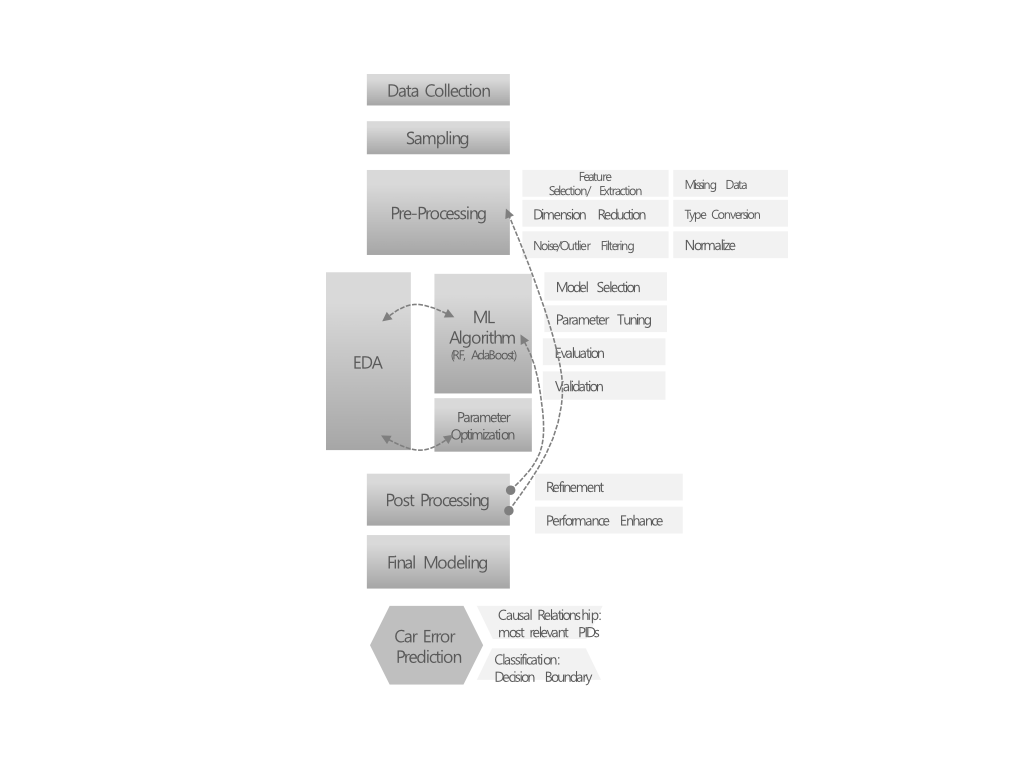 Data Collection
Sampling
Pre-Processing
Feature
Selection/ Extraction
Missing Data
Dimension Reduction
Type Conversion
Noise/Outlier Filtering
Normalize
EDA
ML
Algorithm
(RF, AdaBoost)
Model Selection
Parameter Tuning
Evaluation
Validation
Parameter
Optimization
Post Processing
Refinement
Performance Enhance
Final Modeling
Car Error
Prediction
Causal Relationship:
most relevant PIDs
Classification:
Decision Boundary